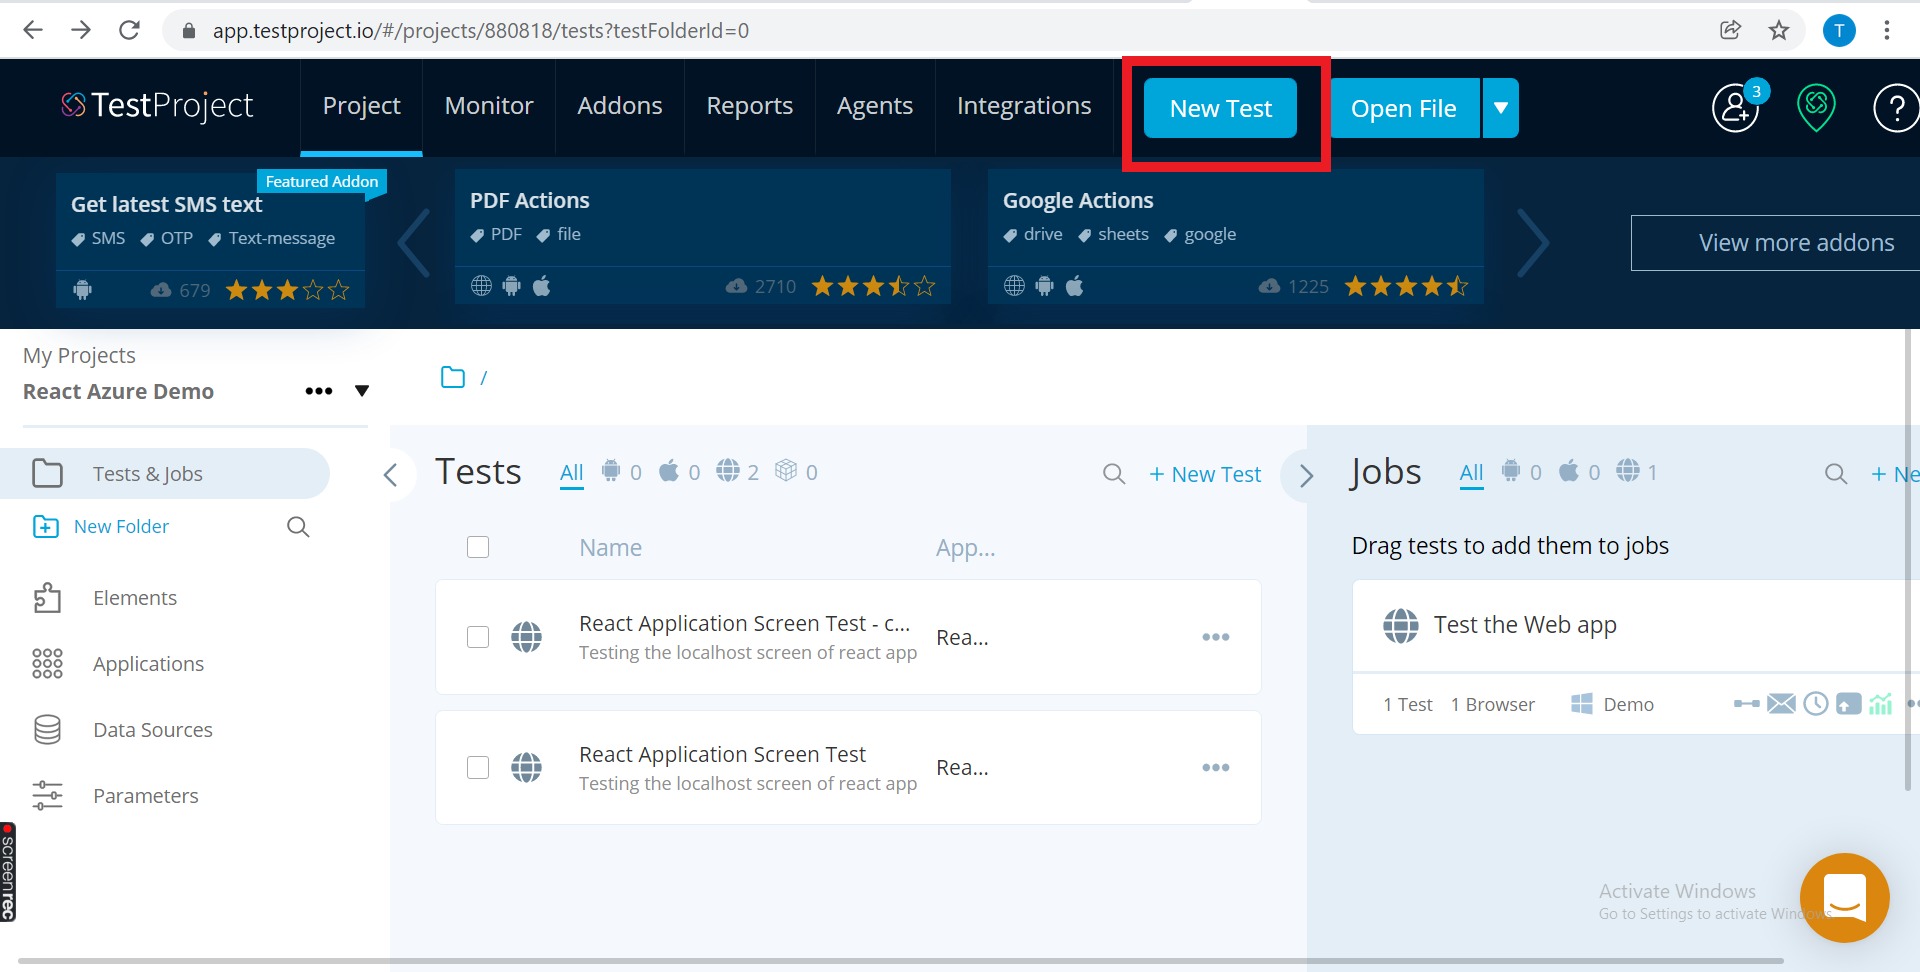 app.testproject.io/#/projects/880818/tests?testFolderId=0
T
TestProject
Project
Monitor
Addons
Reports
Agents
Integrations
New Test
Open File
3
?
Featured Addon
Get latest SMS text
SMS
OTP
Text-message
679
PDF Actions
PDF
file
2710
Google Actions
drive
sheets
google
1225
View more addons
My Projects
React Azure Demo
Tests & Jobs
New Folder
Elements
Applications
Data Sources
Parameters
screenrec
/
Tests
All
0
0
2
0
+ New Test
Name
App...
React Application Screen Test - c...
Testing the localhost screen of react app
Rea...
React Application Screen Test
Testing the localhost screen of react app
Rea...
Jobs
All
0
0
1
+ Ne
Drag tests to add them to jobs
Test the Web app
1 Test
1 Browser
Demo
Activate Windows
Go to Settings to activate Windows.